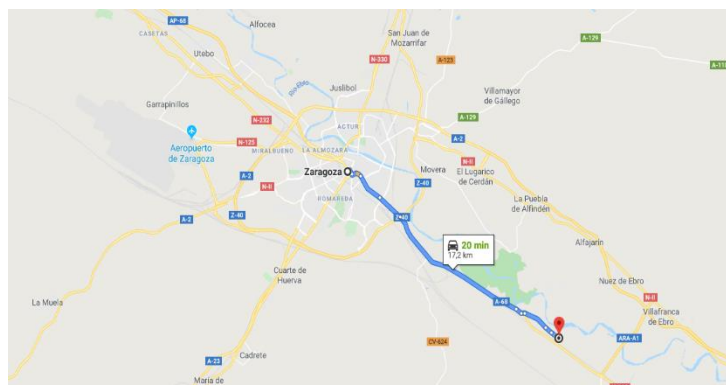 AP-68
Alfocea
CASETAS
Utebo
San Juan de
Mozarrifar
N-330
A-123
A-129
A-129
Juslibol
Río Ebro
Villamayor
de Gállego
Garrapinillos
N-232
ACTUR
A-129
A-2
N-125
Aeropuerto
de Zaragoza
MIRALBUENO
LA ALMOZARA
Movera
N-II
El Lugarico
de Cerdán
A-2
Zaragoza
N-II
ROMAREDA
La Puebla
de Alfindén
A-2
Z-40
Z-40
Alfajarín
20 min
17,2 km
Cuarte de
Huerva
Nuez de Ebro
La Muela
A-68
N-II
Villafranca
de Ebro
CV-624
ARA-A1
Cadrete
A-23
María de